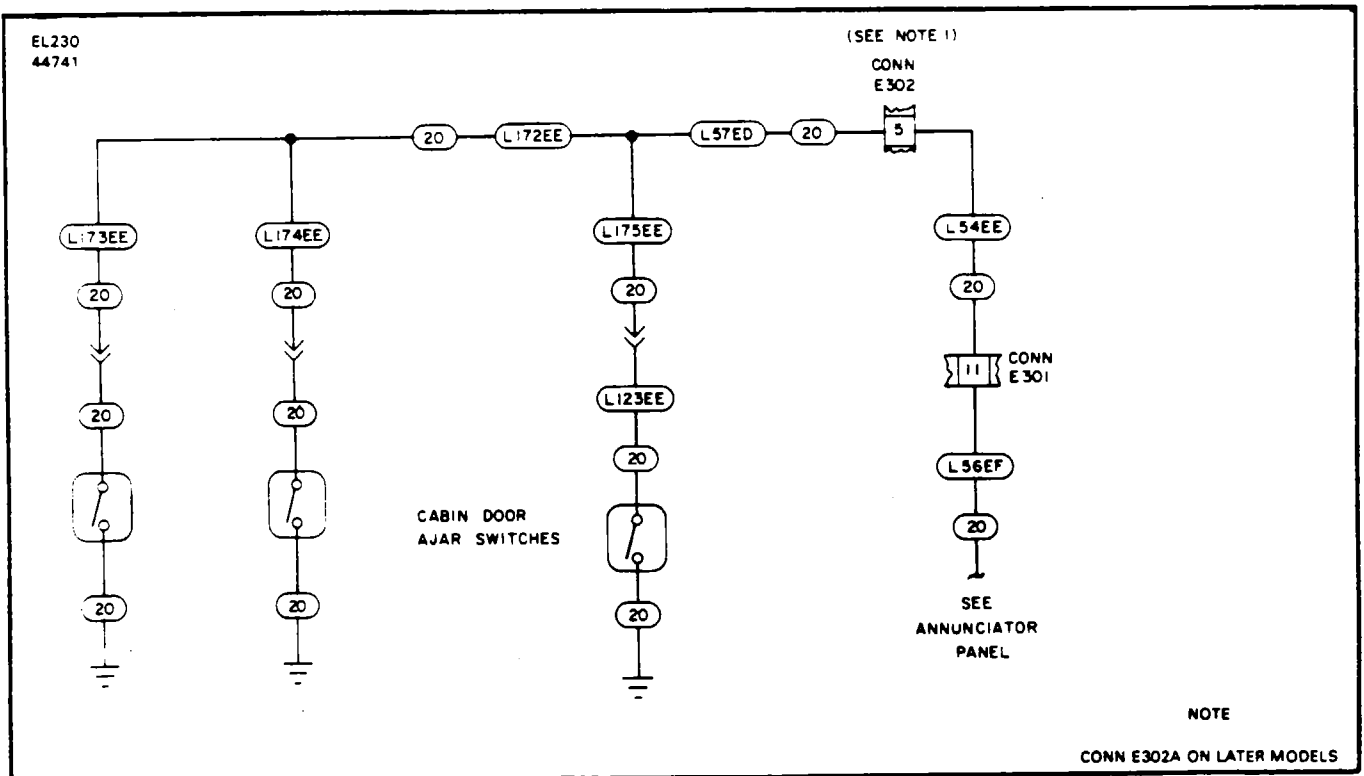 EL230
44741
(SEE NOTE 1)
CONN
E302
20
L172EE
L57ED
20
5
L173EE
L174EE
L175EE
L54EE
20
20
20
20
CONN
E301
11
20
20
L123EE
20
L56EF
CABIN DOOR
AJAR SWITCHES
20
20
20
20
SEE
ANNUNCIATOR
PANEL
NOTE
CONN E302A ON LATER MODELS